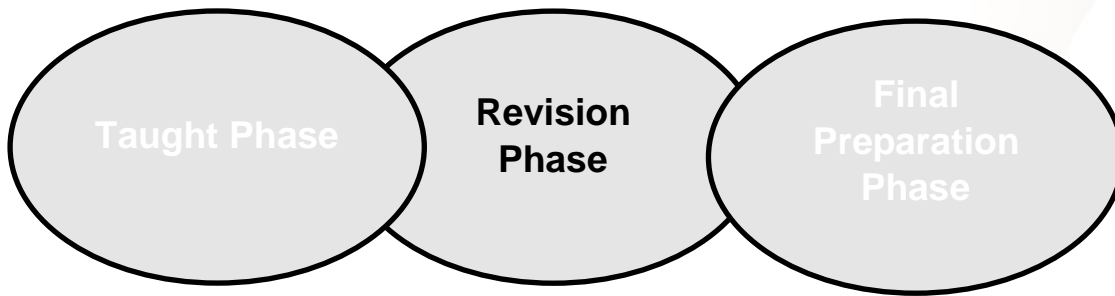 Taught Phase
Revision
Phase
Final
Preparation
Phase